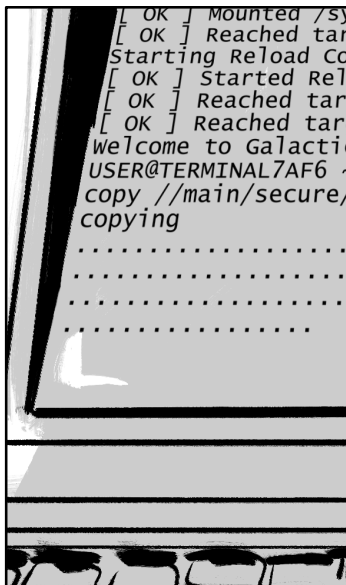 [ OK ] Mounted /sy
[ OK ] Reached tar
Starting Reload Co
[ OK ] Started Rel
[ OK ] Reached tar
[ OK ] Reached tar
Welcome to Galacti
USER@TERMINAL7AF6 ~
copy //main/secure/
copying
...................
...................
...................
.................